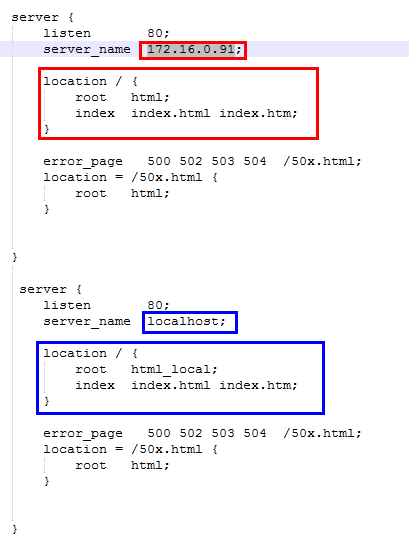 server {
listen 80;
server_name 172.16.0.91;
location / {
root html;
index index.html index.htm;
}
error_page 500 502 503 504 /50x.html;
location = /50x.html {
root html;
}
}
server {
listen 80;
server_name localhost;
location / {
root html_local;
index index.html index.htm;
}
error_page 500 502 503 504 /50x.html;
location = /50x.html {
root html;
}
}